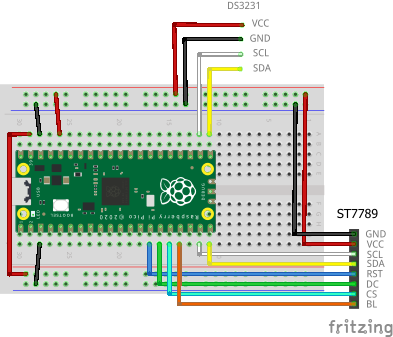 DS3231
VCC
GND
SCL
SDA
Raspberry Pi Pico ©2020
BOOTSEL
ST7789
GND
VCC
SCL
SDA
RST
DC
CS
BL
fritzing